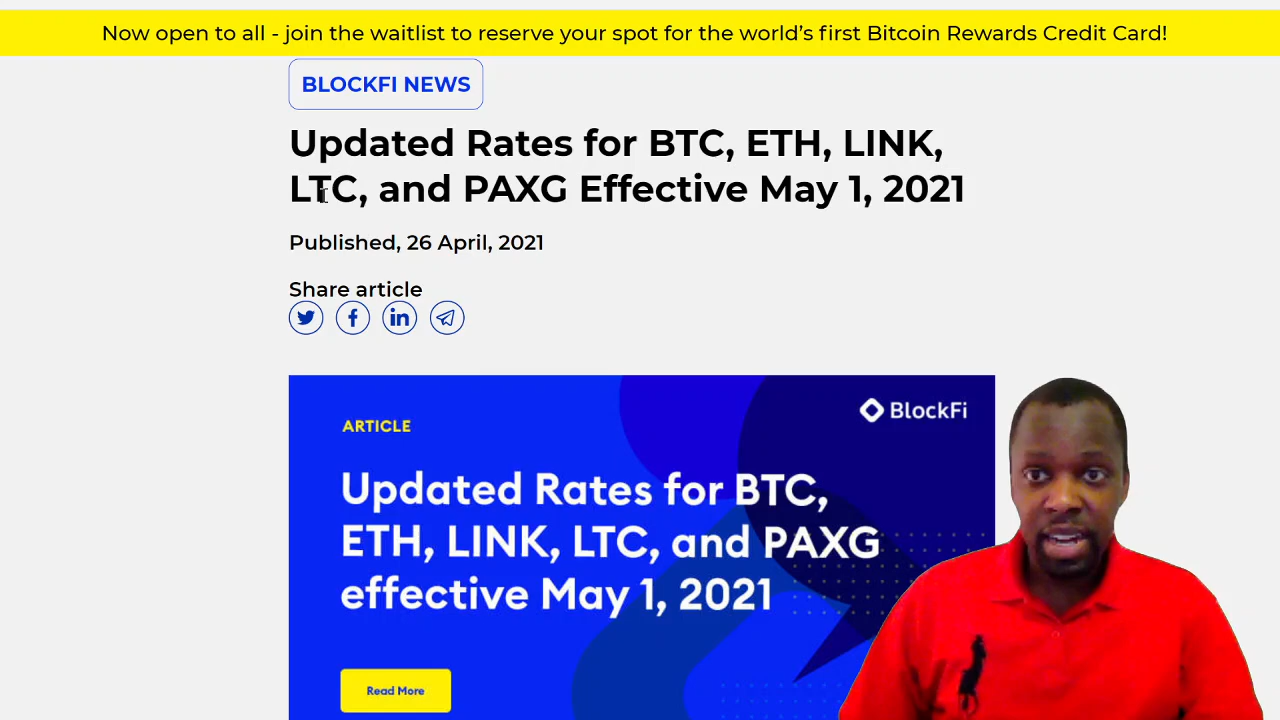 Now open to all - join the waitlist to reserve your spot for the world's first Bitcoin Rewards Credit Card!
BLOCKFI NEWS
Updated Rates for BTC, ETH, LINK,
LTC, and PAXG Effective May 1, 2021
Published, 26 April, 2021
Share article
BlockFi
ARTICLE
Updated Rates for BTC,
ETH, LINK, LTC, and PAXG
effective May 1, 2021
Read More